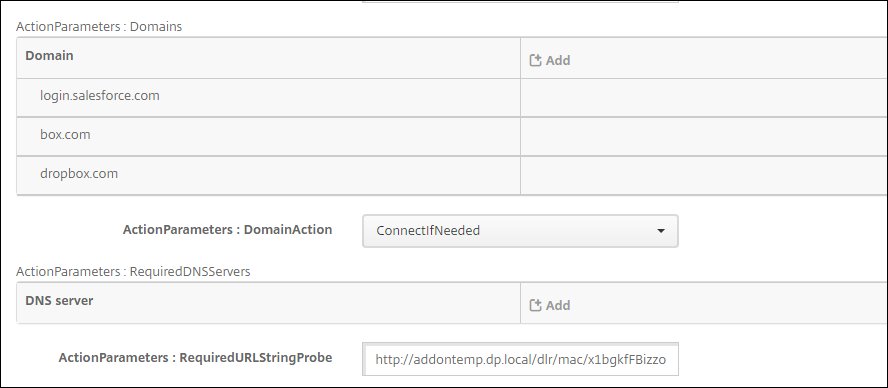 ActionParameters : Domains
Domain Add
login.salesforce.com
box.com
dropbox.com
ActionParameters : DomainAction ConnectIfNeeded
ActionParameters : RequiredDNSServers
DNS server Add
ActionParameters : RequiredURLStringProbe http://addontemp.dp.local/dlr/mac/x1bgkfFBizzo